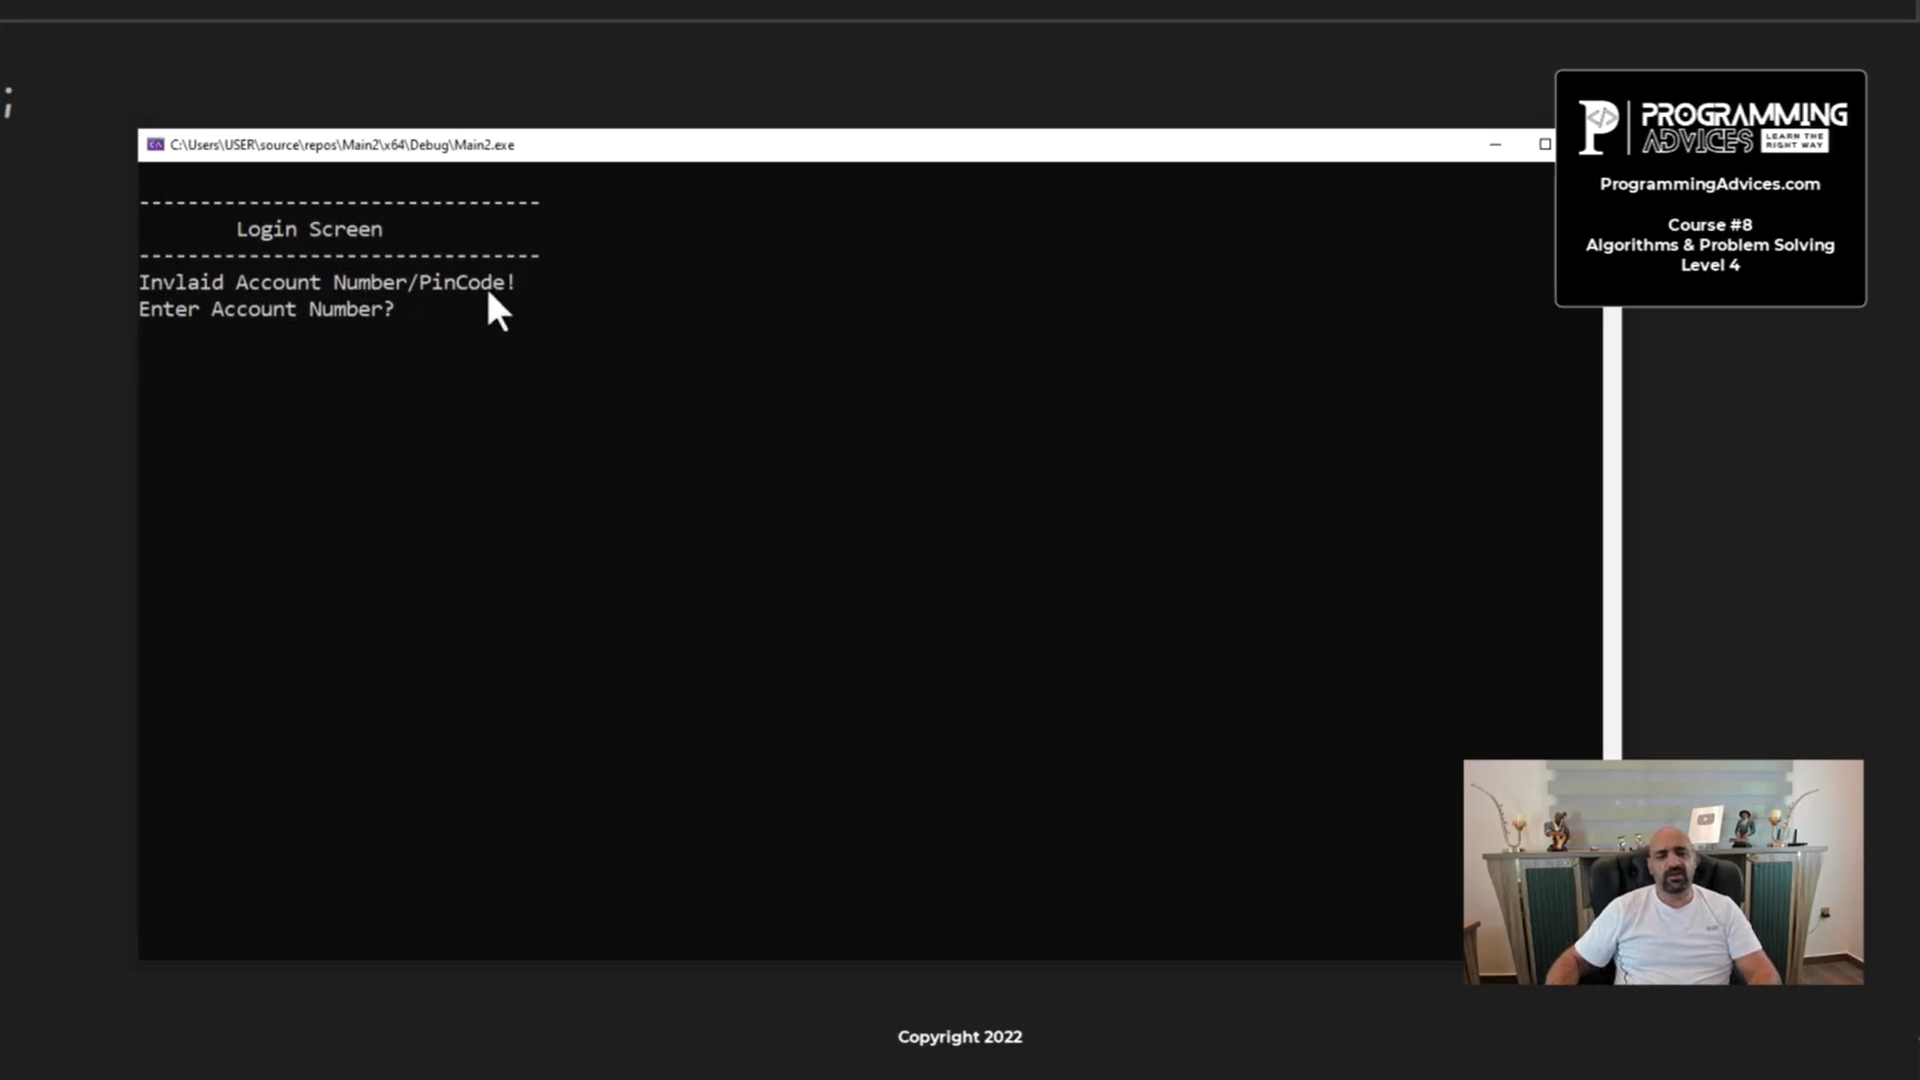 ;
C:\Users\USER\source\repos\Main2\x64\Debug\Main2.exe
---------------------------------
Login Screen
---------------------------------
Invlaid Account Number/PinCode!
Enter Account Number?
P
PROGRAMMING
ADVICES
LEARN THE
RIGHT WAY
ProgrammingAdvices.com
Course #8
Algorithms & Problem Solving
Level 4
Copyright 2022